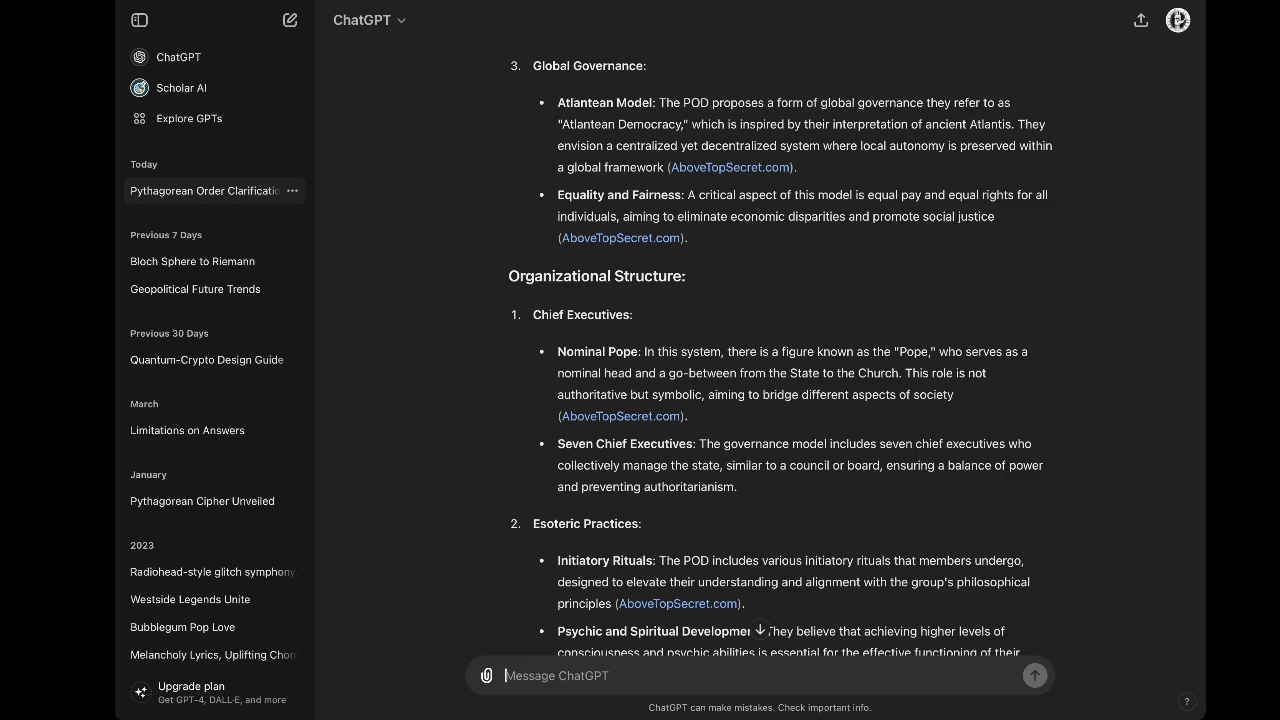 ChatGPT
Scholar AI
Explore GPTs
Today
Pythagorean Order Clarificatio
Previous 7 Days
Bloch Sphere to Riemann
Geopolitical Future Trends
Previous 30 Days
Quantum-Crypto Design Guide
March
Limitations on Answers
January
Pythagorean Cipher Unveiled
2023
Radiohead-style glitch symphony.
Westside Legends Unite
Bubblegum Pop Love
Melancholy Lyrics, Uplifting Chor
Upgrade plan
Get GPT-4, DALL·E, and more
ChatGPT
3. Global Governance:
• Atlantean Model: The POD proposes a form of global governance they refer to as
"Atlantean Democracy," which is inspired by their interpretation of ancient Atlantis. They
envision a centralized yet decentralized system where local autonomy is preserved within
a global framework (AboveTopSecret.com).
• Equality and Fairness: A critical aspect of this model is equal pay and equal rights for all
individuals, aiming to eliminate economic disparities and promote social justice
(AboveTopSecret.com).
Organizational Structure:
1. Chief Executives:
• Nominal Pope: In this system, there is a figure known as the "Pope," who serves as a
nominal head and a go-between from the State to the Church. This role is not
authoritative but symbolic, aiming to bridge different aspects of society
(AboveTopSecret.com).
• Seven Chief Executives: The governance model includes seven chief executives who
collectively manage the state, similar to a council or board, ensuring a balance of power
and preventing authoritarianism.
2. Esoteric Practices:
• Initiatory Rituals: The POD includes various initiatory rituals that members undergo,
designed to elevate their understanding and alignment with the group's philosophical
principles (AboveTopSecret.com).
• Psychic and Spiritual Developmen They believe that achieving higher levels of
consciousness and psychic abilities is essential for the effective functioning of their
Message ChatGPT
ChatGPT can make mistakes. Check important info.
?